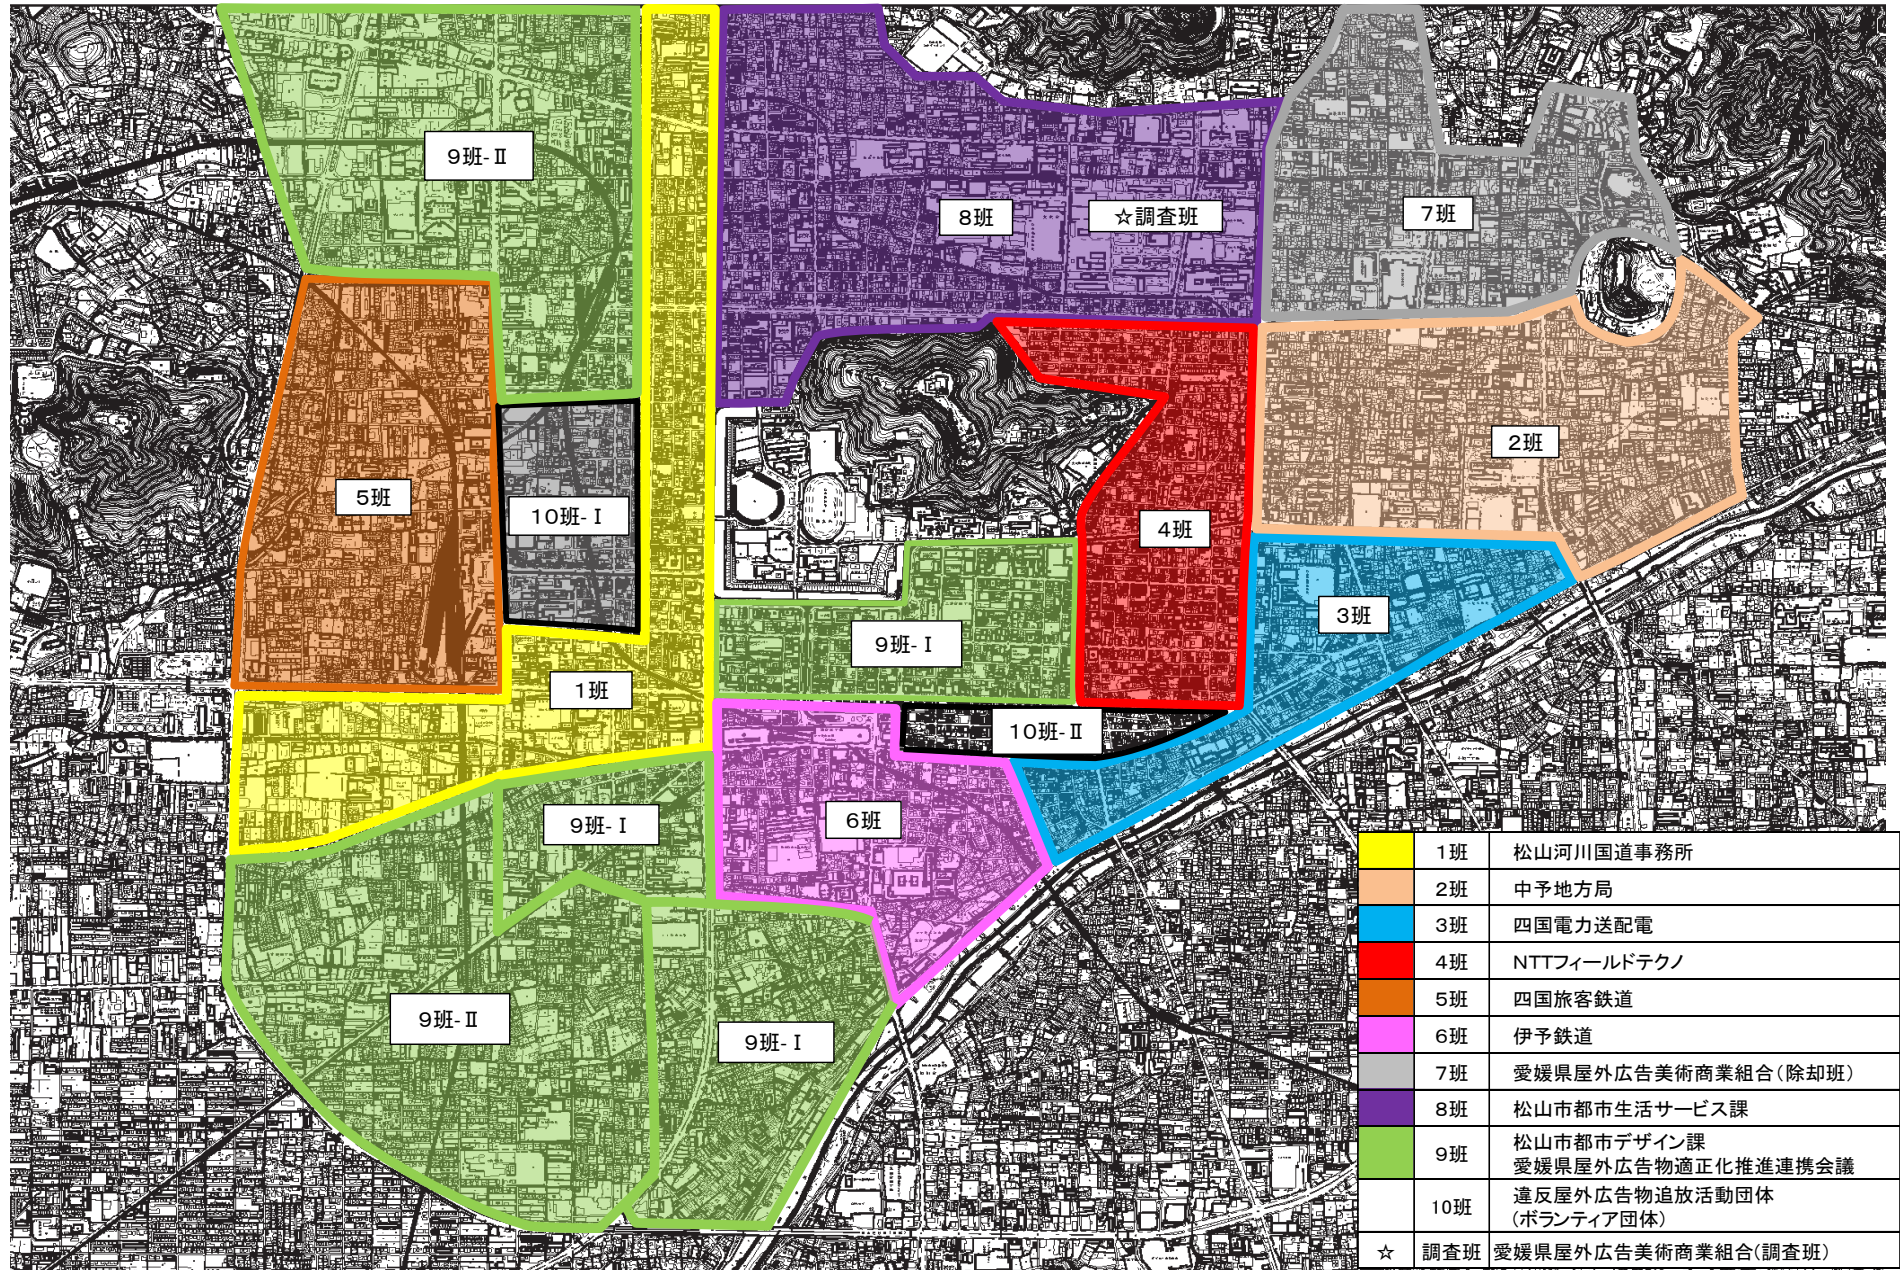 9班-Ⅱ
8班
☆調査班
7班
2班
5班
10班-Ⅰ
4班
3班
9班-Ⅰ
1班
10班-Ⅱ
6班
9班-Ⅰ
9班-Ⅱ
9班-Ⅰ
1班 松山河川国道事務所
2班 中予地方局
3班 四国電力送配電
4班 NTTフィールドテクノ
5班 四国旅客鉄道
6班 伊予鉄道
7班 愛媛県屋外広告美術商業組合(除却班)
8班 松山市都市生活サービス課
9班 松山市都市デザイン課
愛媛県屋外広告物適正化推進連携会議
10班 違反屋外広告物追放活動団体
(ボランティア団体)
☆ 調査班 愛媛県屋外広告美術商業組合(調査班)